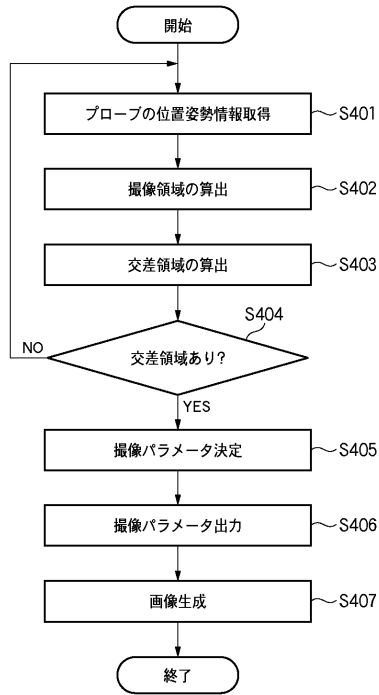 開始
プローブの位置姿勢情報取得 S401
撮像領域の算出 S402
交差領域の算出 S403
S404
交差領域あり?
NO
YES
撮像パラメータ決定 S405
撮像パラメータ出力 S406
画像生成 S407
終了